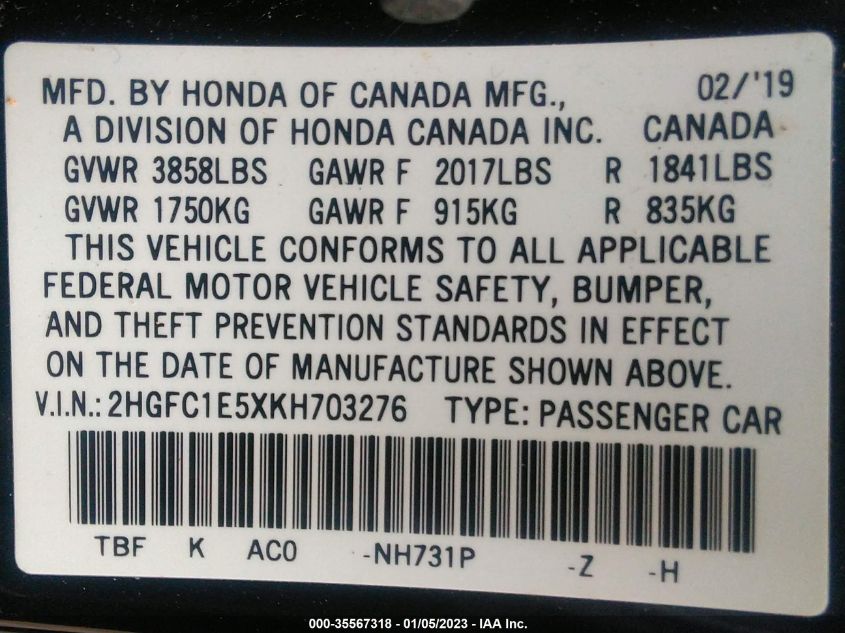 MFD. BY HONDA OF CANADA MFG., 02/'19
A DIVISION OF HONDA CANADA INC. CANADA
GVWR 3858LBS GAWR F 2017LBS R 1841LBS
GVWR 1750KG GAWR F 915KG R 835KG
THIS VEHICLE CONFORMS TO ALL APPLICABLE
FEDERAL MOTOR VEHICLE SAFETY, BUMPER,
AND THEFT PREVENTION STANDARDS IN EFFECT
ON THE DATE OF MANUFACTURE SHOWN ABOVE.
V.I.N.: 2HGFC1E5XKH703276 TYPE: PASSENGER CAR
TBF K AC0 -NH731P -Z -H
000-35567318 - 01/05/2023 - IAA Inc.